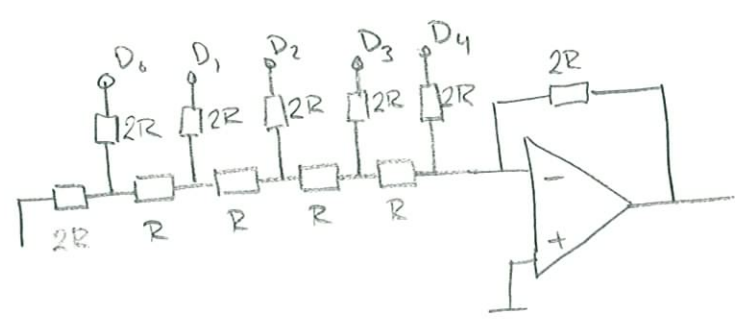 D₀ D₁ D₂ D₃ D₄ 2R
2R 2R 2R 2R 2R
2R R R R R
−
+